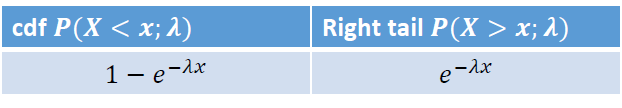 cdf P(X < x; λ) Right tail P(X > x; λ)
1 − e^{−λx} e^{−λx}